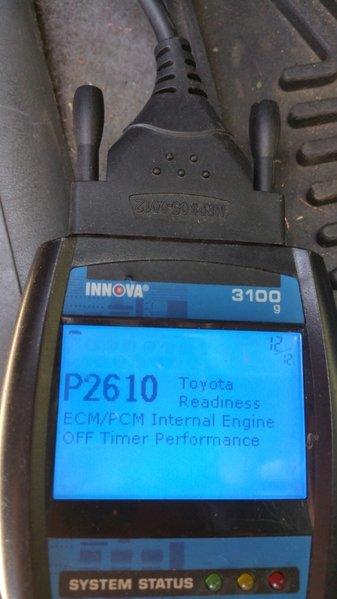 INNOVA®
3100
g
12/12
P2610 Toyota
Readiness
ECM/PCM Internal Engine
OFF Timer Performance
SYSTEM STATUS